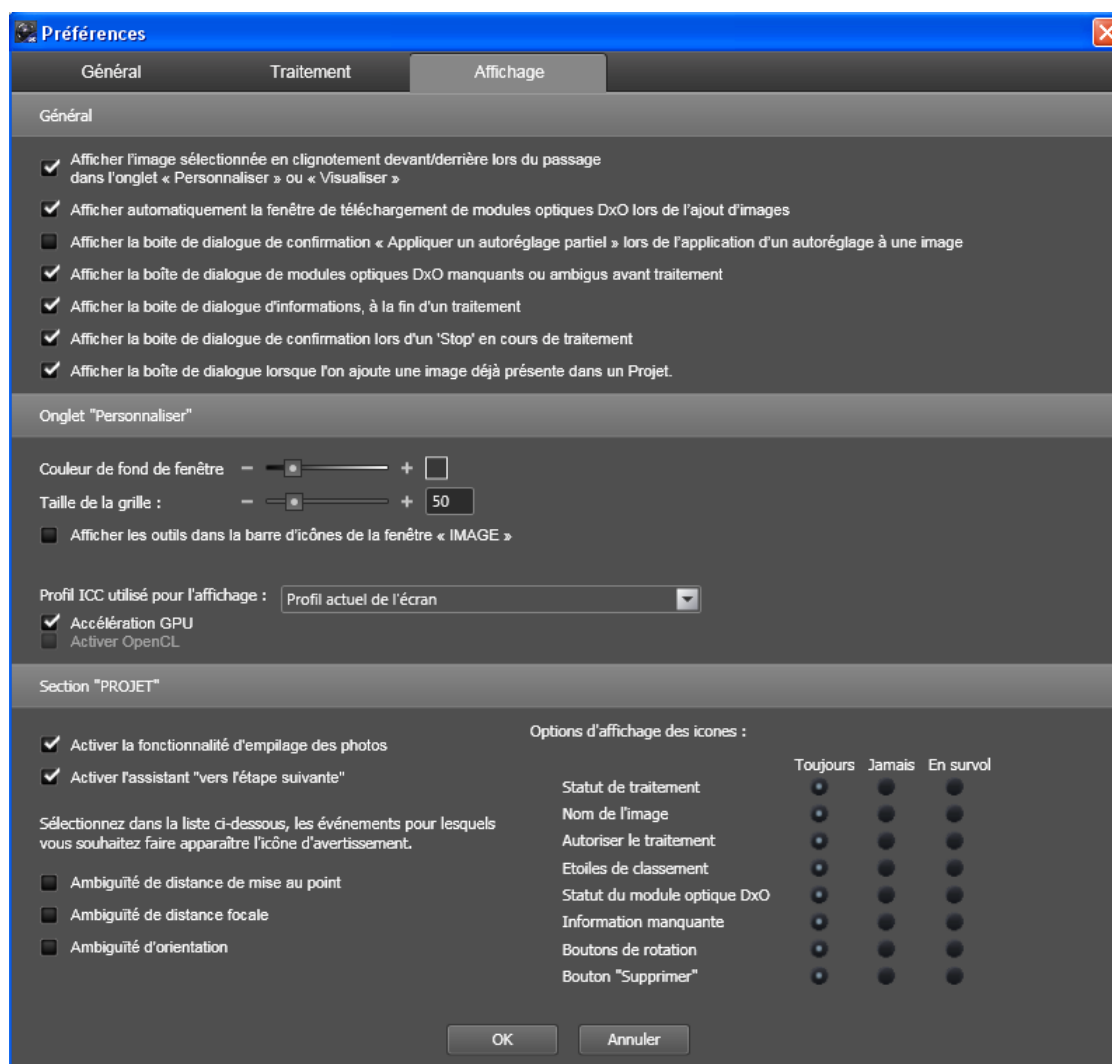 Préférences
Général Traitement Affichage
Général
Afficher l'image sélectionnée en clignotement devant/derrière lors du passage
dans l'onglet « Personnaliser » ou « Visualiser »
Afficher automatiquement la fenêtre de téléchargement de modules optiques DxO lors de l'ajout d'images
Afficher la boite de dialogue de confirmation « Appliquer un autoréglage partiel » lors de l'application d'un autoréglage à une image
Afficher la boîte de dialogue de modules optiques DxO manquants ou ambigus avant traitement
Afficher la boite de dialogue d'informations, à la fin d'un traitement
Afficher la boite de dialogue de confirmation lors d'un 'Stop' en cours de traitement
Afficher la boîte de dialogue lorsque l'on ajoute une image déjà présente dans un Projet.
Onglet "Personnaliser"
Couleur de fond de fenêtre
Taille de la grille : 50
Afficher les outils dans la barre d'icônes de la fenêtre « IMAGE »
Profil ICC utilisé pour l'affichage : Profil actuel de l'écran
Accélération GPU
Activer OpenCL
Section "PROJET"
Activer la fonctionnalité d'empilage des photos
Activer l'assistant "vers l'étape suivante"
Sélectionnez dans la liste ci-dessous, les événements pour lesquels
vous souhaitez faire apparaître l'icône d'avertissement.
Ambiguïté de distance de mise au point
Ambiguïté de distance focale
Ambiguïté d'orientation
Options d'affichage des icones :
Toujours Jamais En survol
Statut de traitement
Nom de l'image
Autoriser le traitement
Etoiles de classement
Statut du module optique DxO
Information manquante
Boutons de rotation
Bouton "Supprimer"
OK Annuler